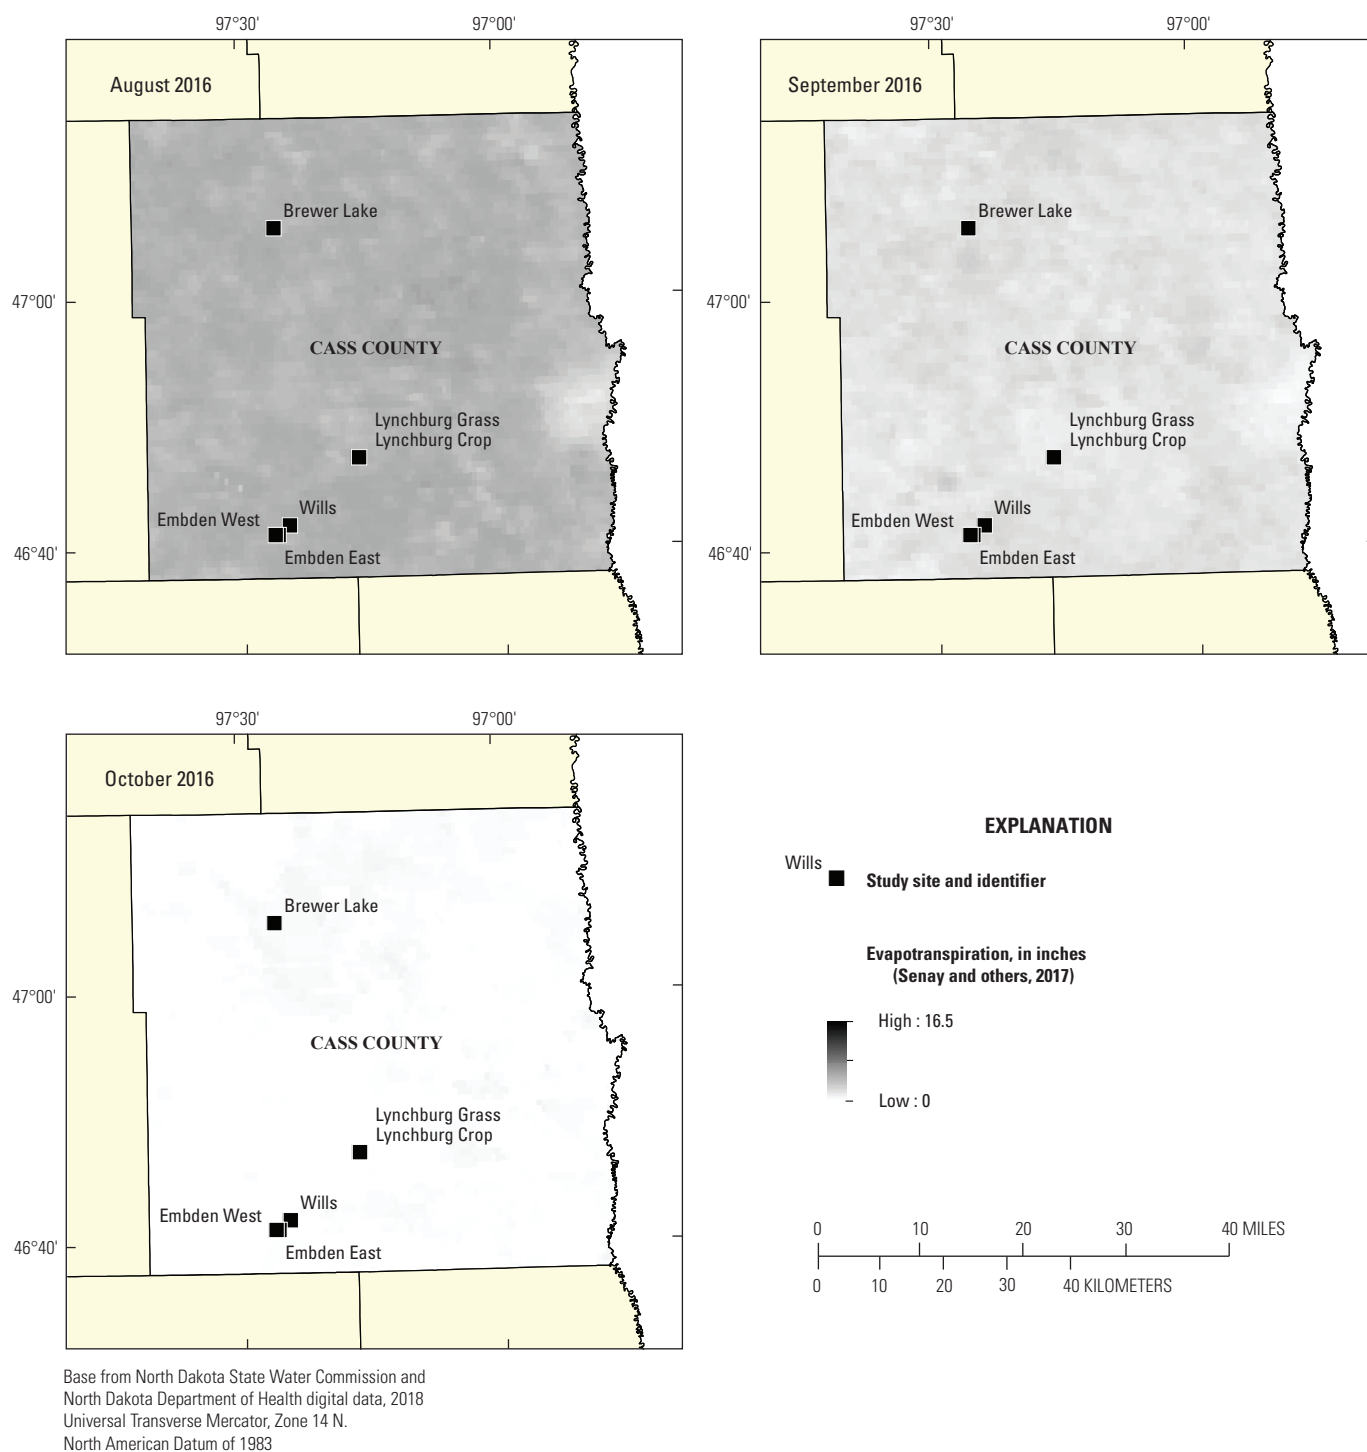 97°30'
97°00'
August 2016
Brewer Lake
47°00'
CASS COUNTY
Lynchburg Grass
Lynchburg Crop
Wills
Embden West
46°40'
Embden East
97°30'
97°00'
September 2016
Brewer Lake
47°00'
CASS COUNTY
Lynchburg Grass
Lynchburg Crop
Wills
Embden West
46°40'
Embden East
97°30'
97°00'
October 2016
Brewer Lake
47°00'
CASS COUNTY
Lynchburg Grass
Lynchburg Crop
Wills
Embden West
46°40'
Embden East
EXPLANATION
Wills
Study site and identifier
Evapotranspiration, in inches
(Senay and others, 2017)
High : 16.5
Low : 0
0 10 20 30 40 MILES
0 10 20 30 40 KILOMETERS
Base from North Dakota State Water Commission and
North Dakota Department of Health digital data, 2018
Universal Transverse Mercator, Zone 14 N.
North American Datum of 1983